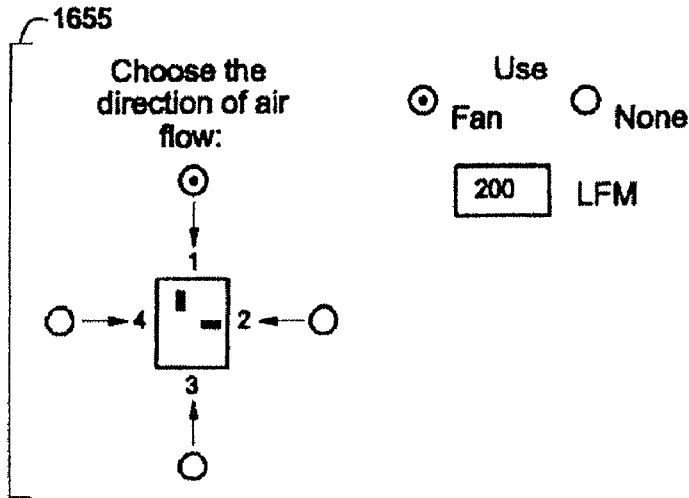 1655
Choose the
direction of air
flow:
Use
Fan
None
200 LFM
1
4
2
3